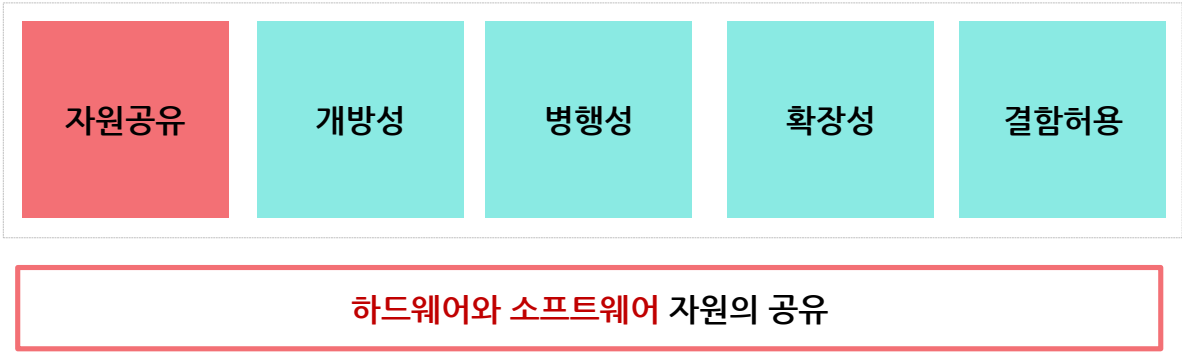 자원공유
개방성
병행성
확장성
결함허용
하드웨어와 소프트웨어 자원의 공유